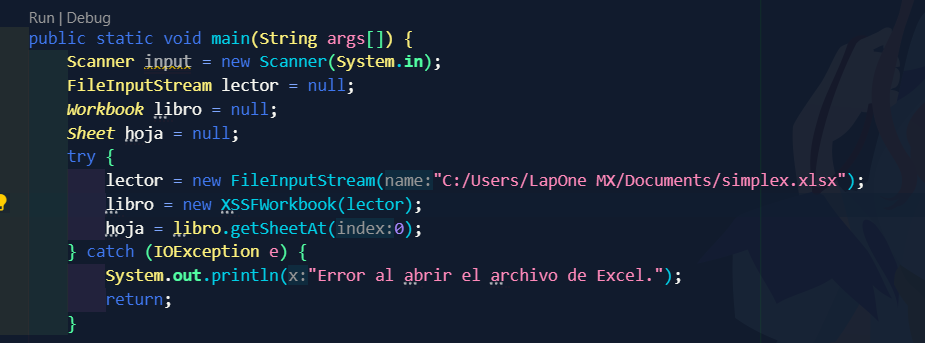 Run | Debug
public static void main(String args[]) {
Scanner input = new Scanner(System.in);
FileInputStream lector = null;
Workbook libro = null;
Sheet hoja = null;
try {
lector = new FileInputStream(name:"C:/Users/LapOne MX/Documents/simplex.xlsx");
libro = new XSSFWorkbook(lector);
hoja = libro.getSheetAt(index:0);
} catch (IOException e) {
System.out.println(x:"Error al abrir el archivo de Excel.");
return;
}